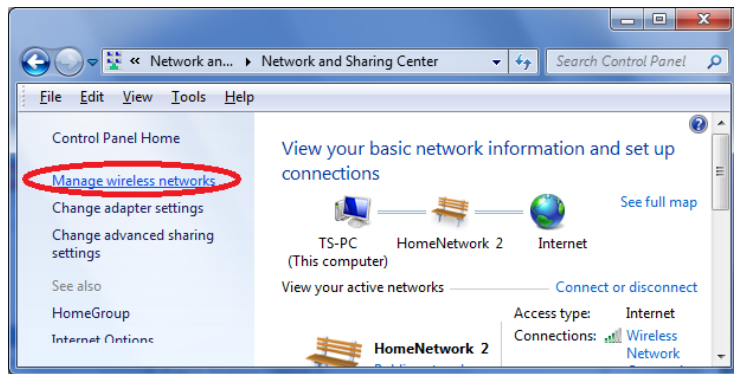 « Network an... Network and Sharing Center Search Control Panel
File Edit View Tools Help
Control Panel Home
Manage wireless networks
Change adapter settings
Change advanced sharing
settings
See also
HomeGroup
Internet Options
View your basic network information and set up
connections
See full map
TS-PC HomeNetwork 2 Internet
(This computer)
View your active networks Connect or disconnect
HomeNetwork 2
Access type: Internet
Connections: Wireless
Network